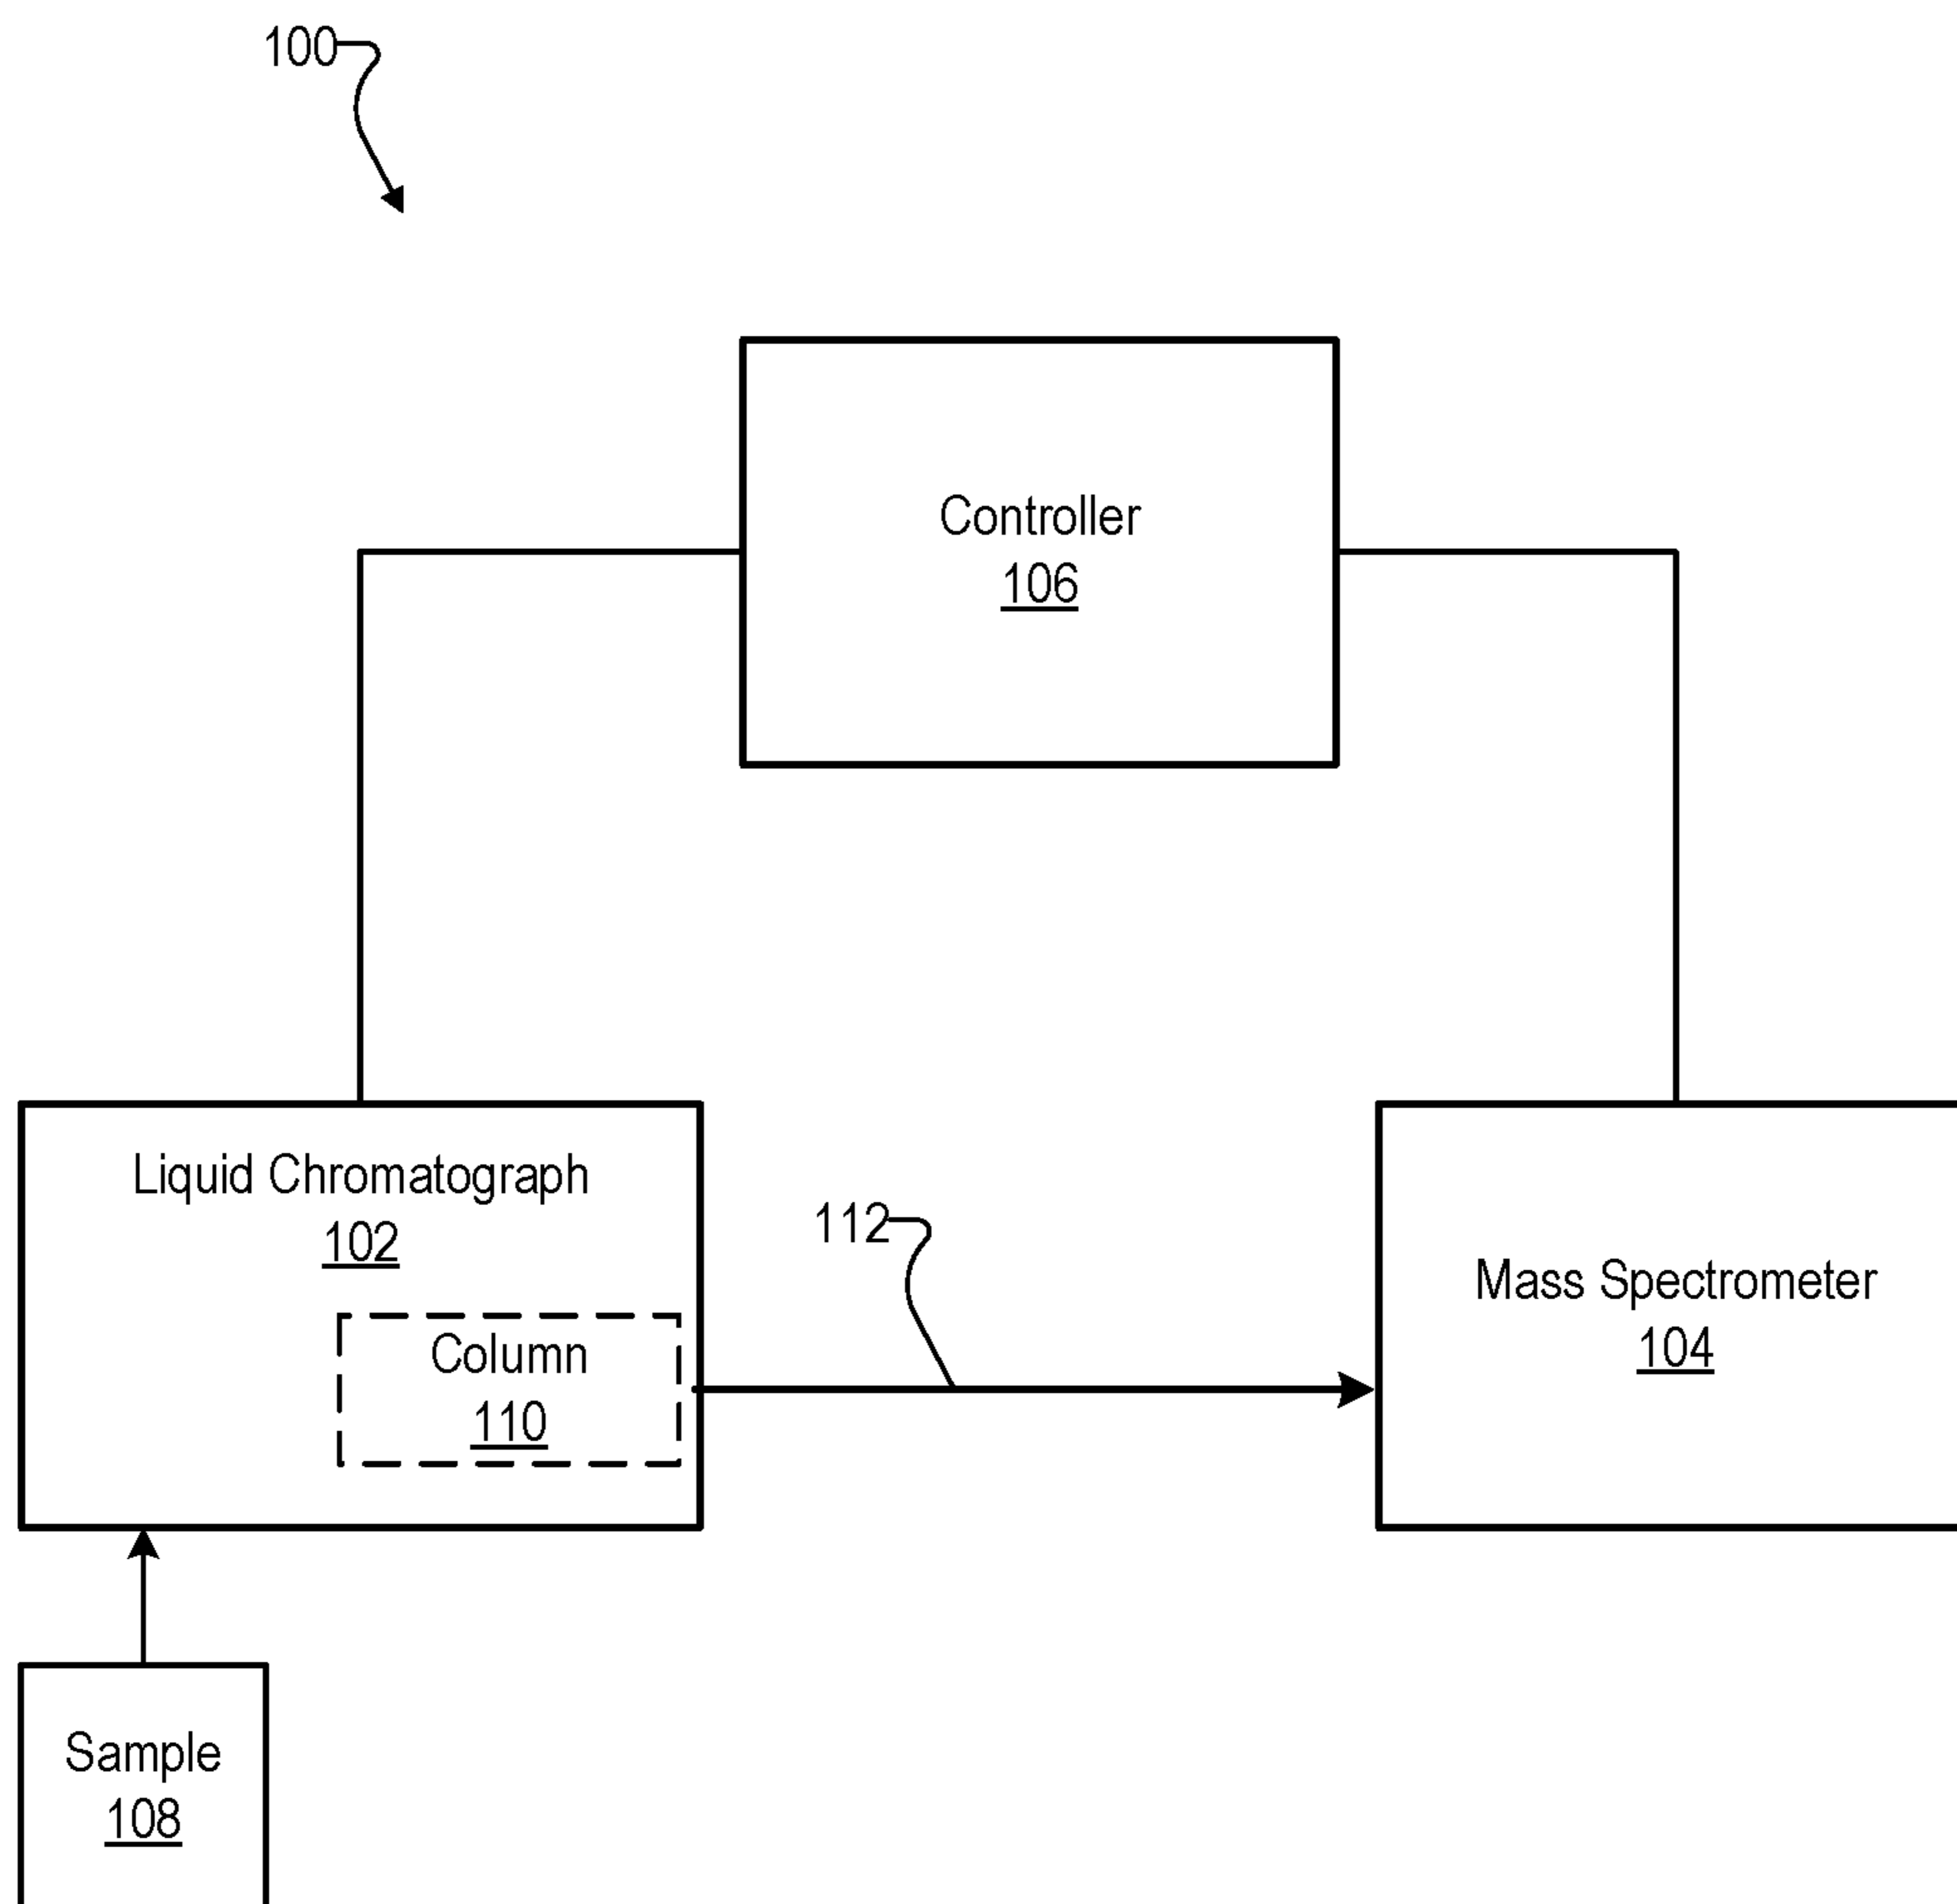 100
Controller
106
Liquid Chromatograph
102
112
Mass Spectrometer
104
Column
110
Sample
108